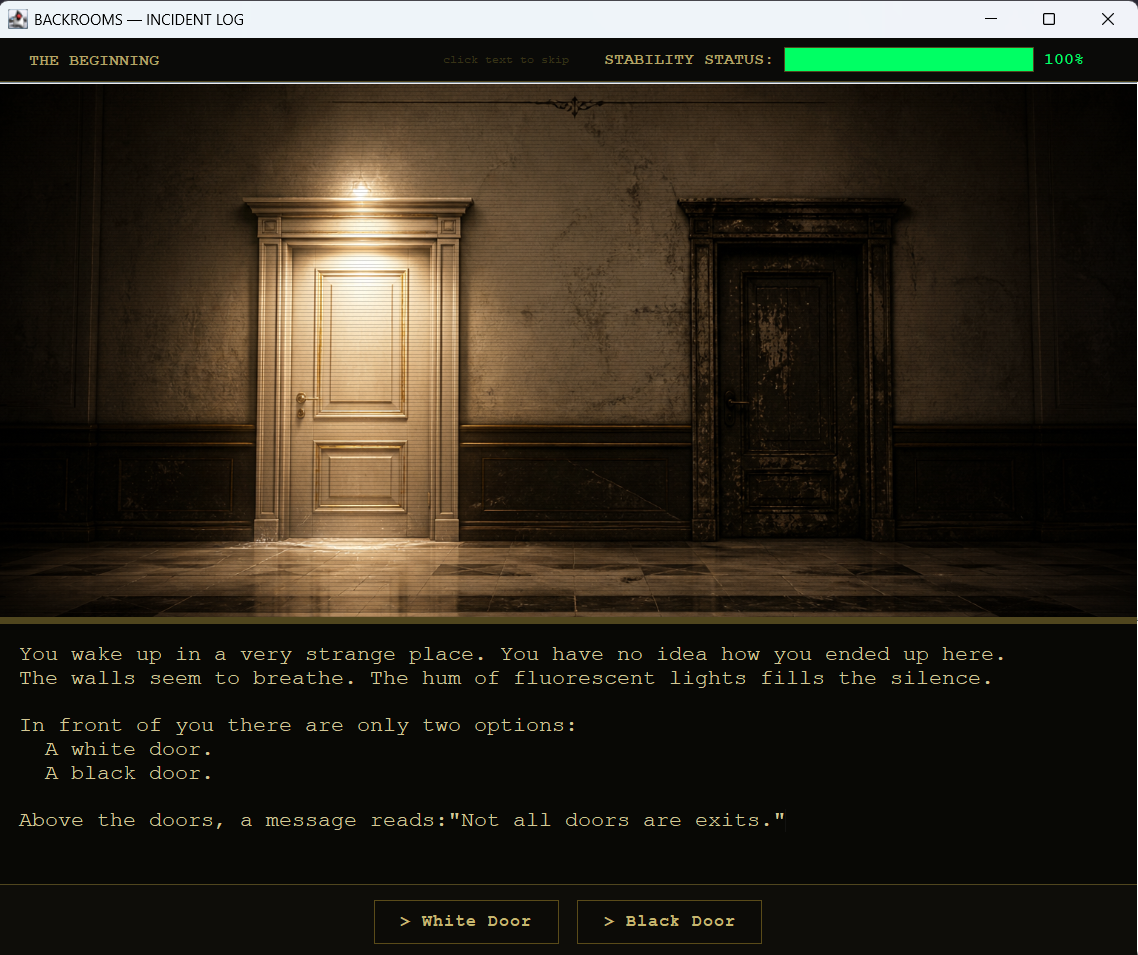 BACKROOMS — INCIDENT LOG
THE BEGINNING
click text to skip
STABILITY STATUS:
100%
You wake up in a very strange place. You have no idea how you ended up here.
The walls seem to breathe. The hum of fluorescent lights fills the silence.
In front of you there are only two options:
A white door.
A black door.
Above the doors, a message reads:"Not all doors are exits."
> White Door
> Black Door